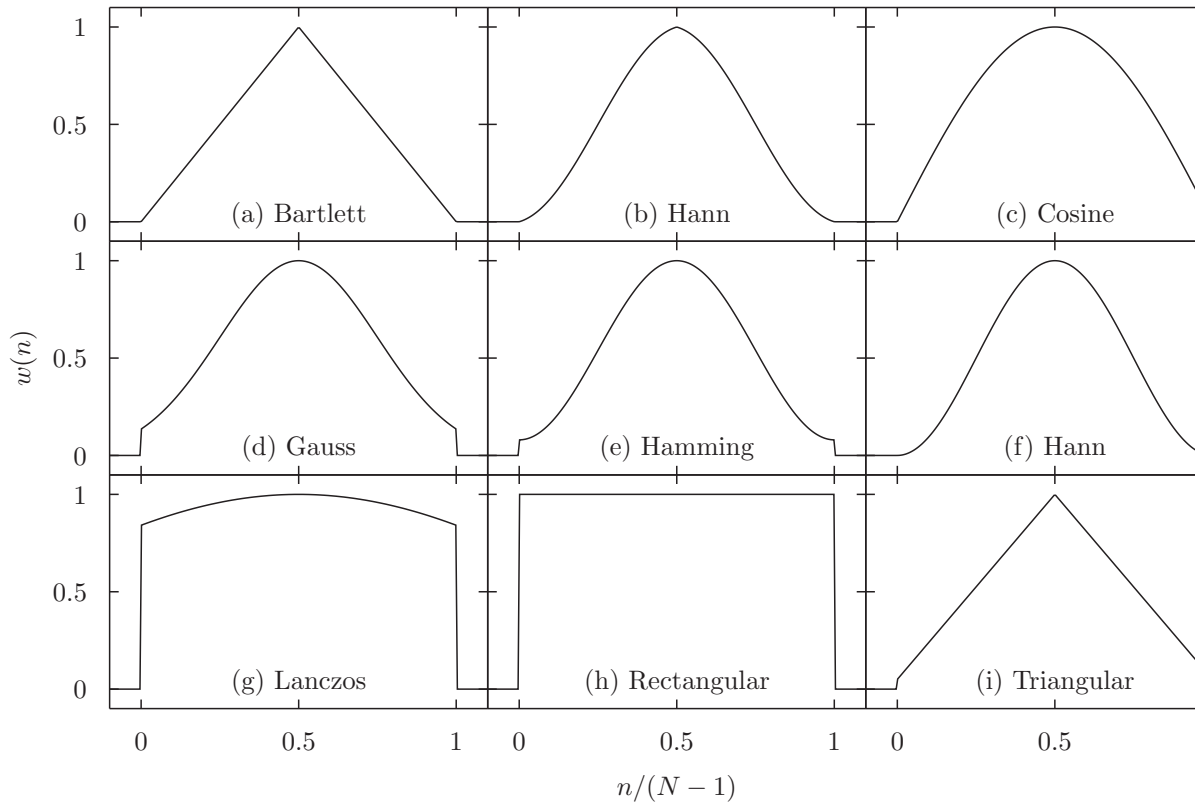 1
0.5
0
(a) Bartlett
(b) Hann
(c) Cosine
w(n)
1
0.5
0
(d) Gauss
(e) Hamming
(f) Hann
1
0.5
0
(g) Lanczos
(h) Rectangular
(i) Triangular
0 0.5 1 0 0.5 1 0 0.5
n/(N − 1)